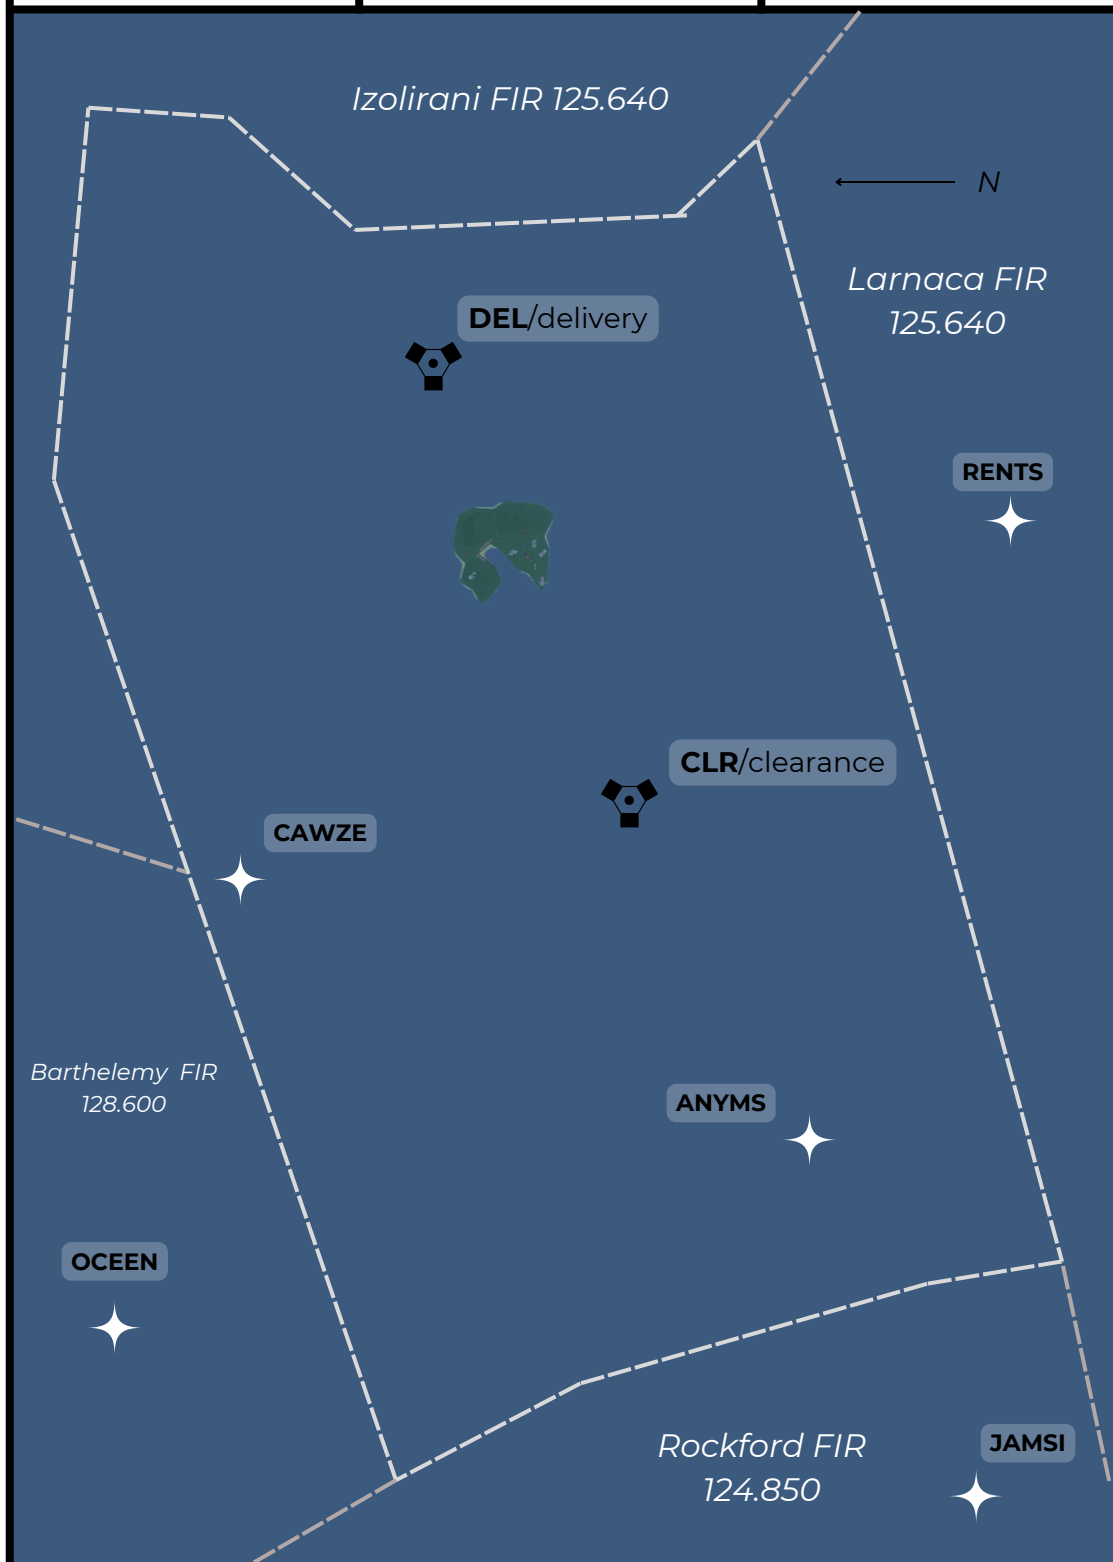 Izolirani FIR 125.640
N
Larnaca FIR
125.640
DEL/delivery
RENTS
CLR/clearance
CAWZE
Barthelemy FIR
128.600
ANYMS
OCEEN
Rockford FIR
124.850
JAMSI